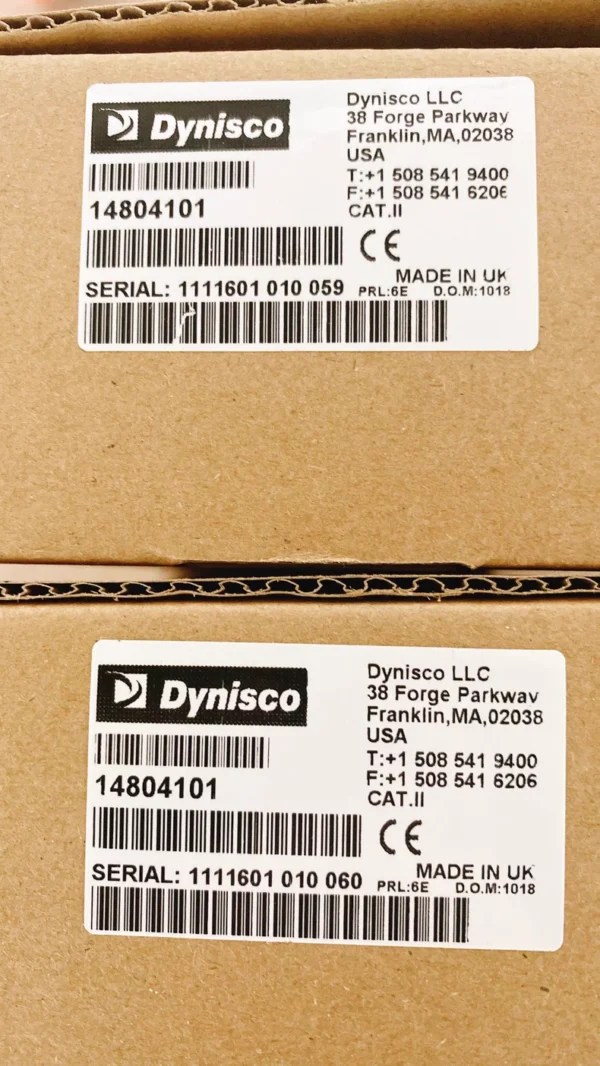 Dynisco
14804101
SERIAL: 1111601 010 059
Dynisco LLC
38 Forge Parkway
Franklin,MA,02038
USA
T:+1 508 541 9400
F:+1 508 541 6206
CAT.II
CE
MADE IN UK
PRL:6E D.O.M:1018
Dynisco
14804101
SERIAL: 1111601 010 060
Dynisco LLC
38 Forge Parkway
Franklin,MA,02038
USA
T:+1 508 541 9400
F:+1 508 541 6206
CAT.II
CE
MADE IN UK
PRL:6E D.O.M:1018